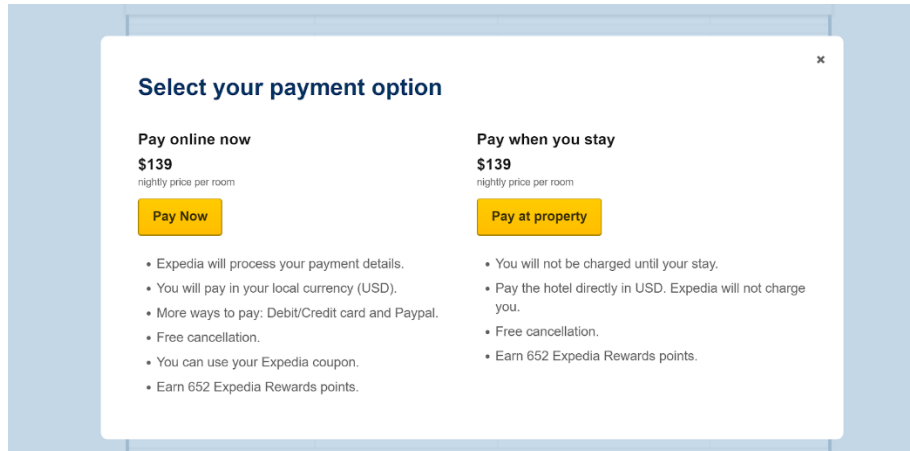 ×
Select your payment option
Pay online now
$139
nightly price per room
Pay Now
• Expedia will process your payment details.
• You will pay in your local currency (USD).
• More ways to pay: Debit/Credit card and Paypal.
• Free cancellation.
• You can use your Expedia coupon.
• Earn 652 Expedia Rewards points.
Pay when you stay
$139
nightly price per room
Pay at property
• You will not be charged until your stay.
• Pay the hotel directly in USD. Expedia will not charge
you.
• Free cancellation.
• Earn 652 Expedia Rewards points.